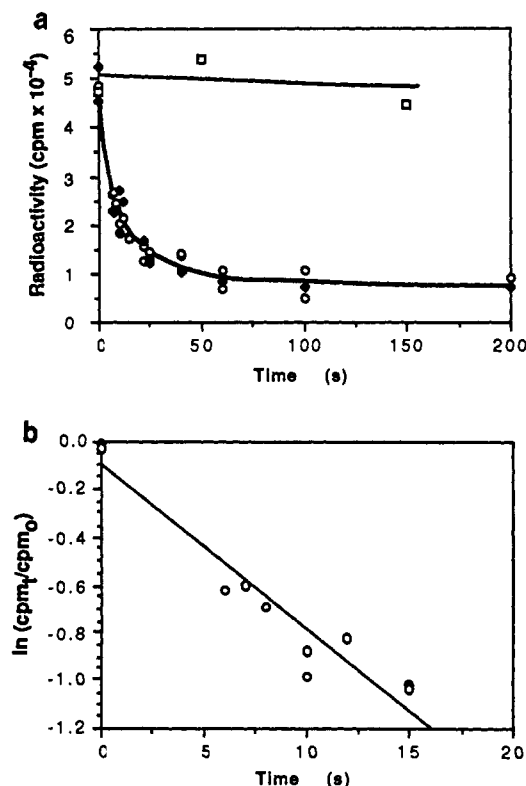 a
Radioactivity (cpm x 10⁻⁴)
6
5
4
3
2
1
0
0 50 100 150 200
Time (s)
b
ln (cpmt/cpmo)
0.0
-0.2
-0.4
-0.6
-0.8
-1.0
-1.2
0 5 10 15 20
Time (s)